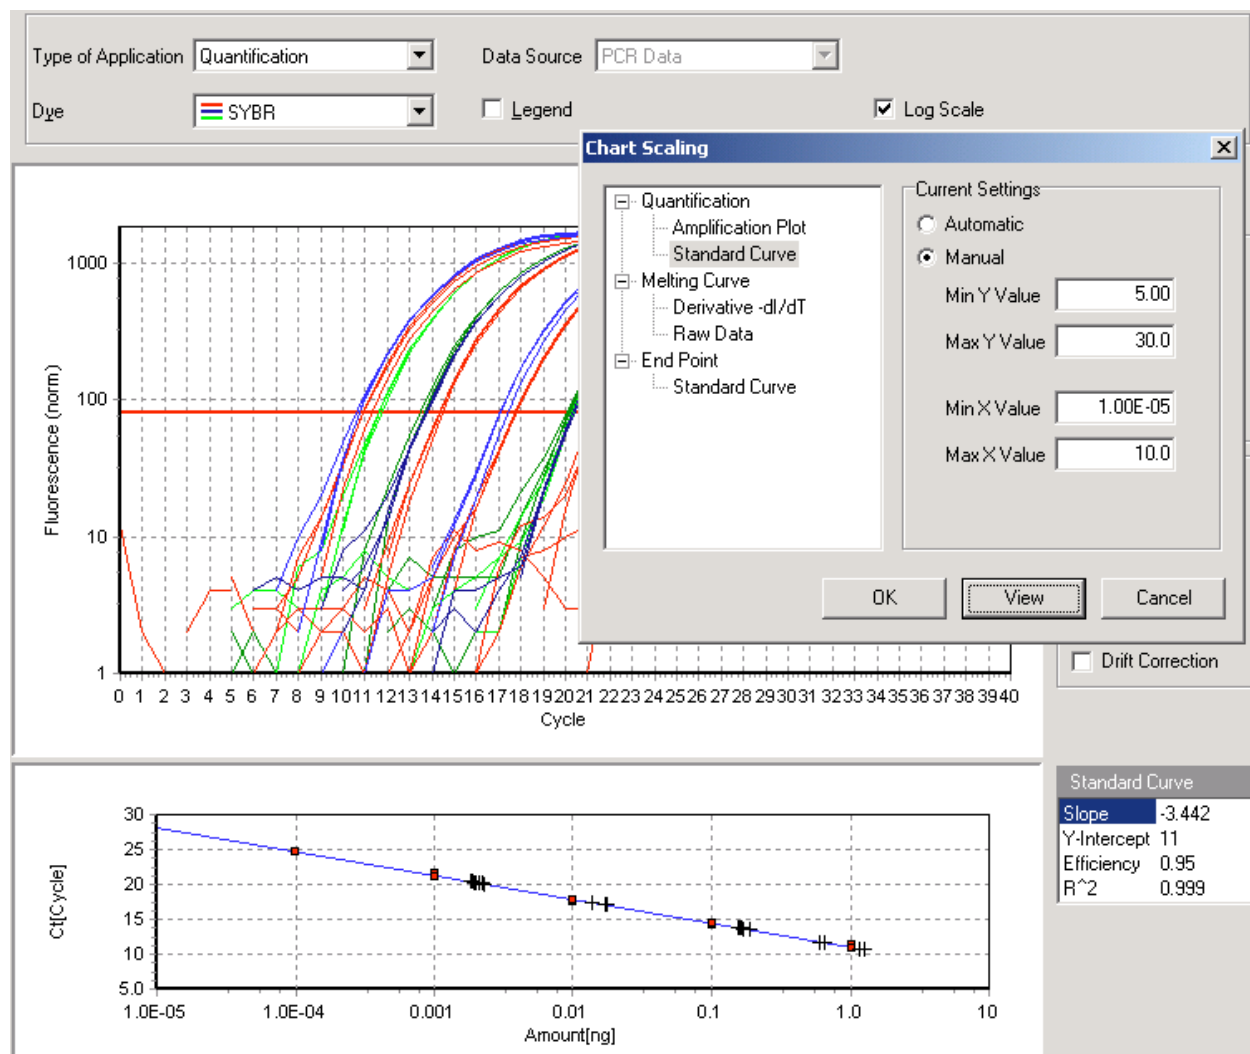 Type of Application Quantification Data Source PCR Data
Dye SYBR Legend Log Scale
Chart Scaling
Quantification
Amplification Plot
Standard Curve
Melting Curve
Derivative -dI/dT
Raw Data
End Point
Standard Curve
Current Settings
Automatic
Manual
Min Y Value 5.00
Max Y Value 30.0
Min X Value 1.00E-05
Max X Value 10.0
OK View Cancel
Drift Correction
Fluorescence (norm)
1000
100
10
1
0 1 2 3 4 5 6 7 8 9 10 11 12 13 14 15 16 17 18 19 20 21 22 23 24 25 26 27 28 29 30 31 32 33 34 35 36 37 38 39 40
Cycle
Ct[Cycle]
30
25
20
15
10
5.0
1.0E-05 1.0E-04 0.001 0.01 0.1 1.0 10
Amount[ng]
Standard Curve
Slope -3.442
Y-Intercept 11
Efficiency 0.95
R^2 0.999